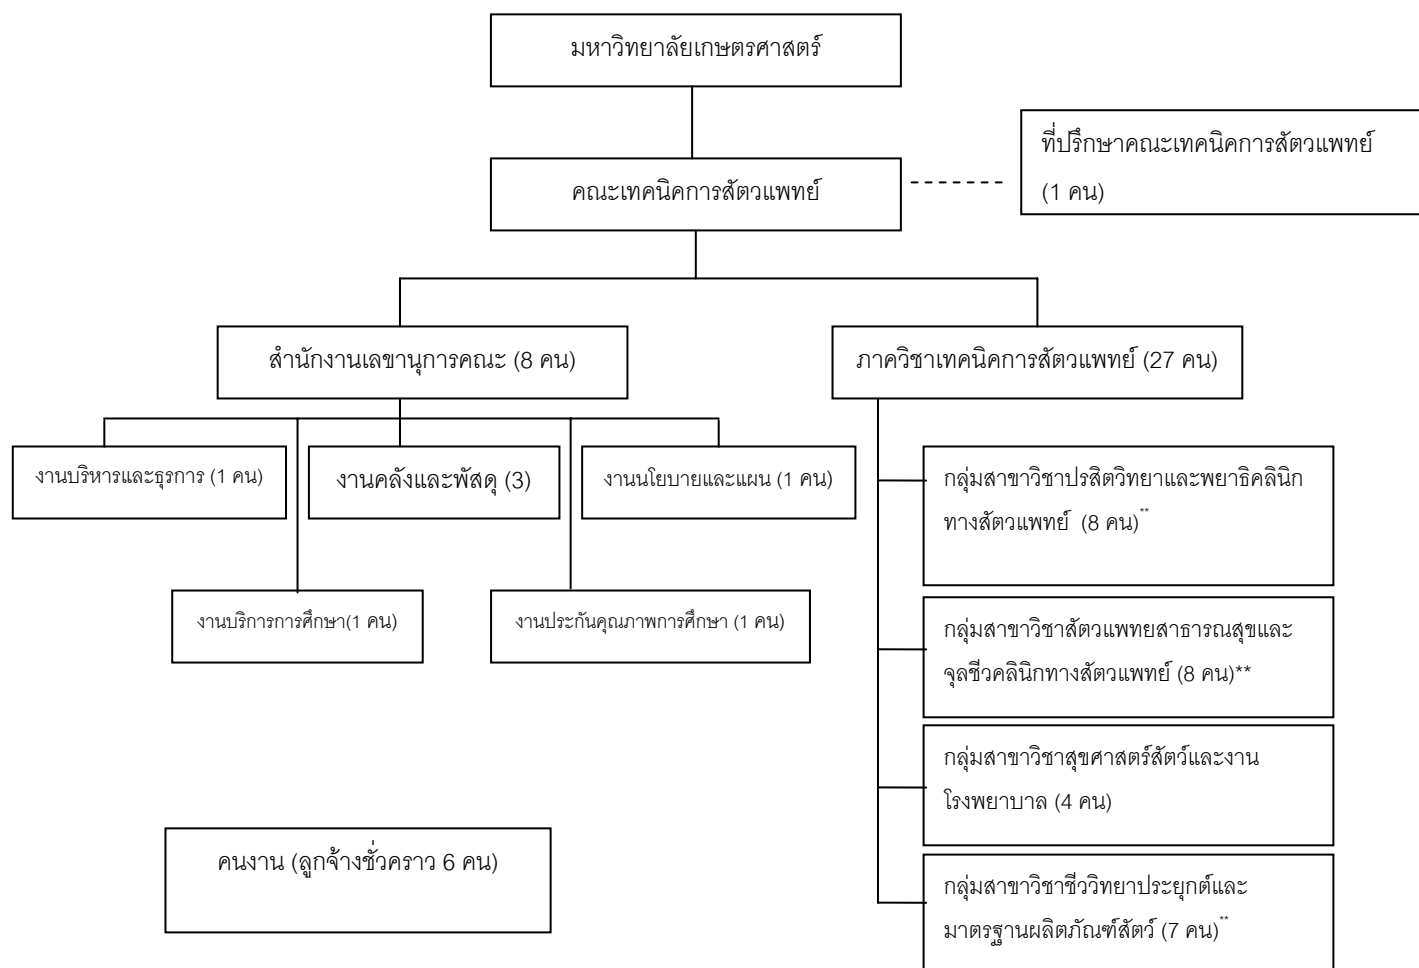 มหาวิทยาลัยเกษตรศาสตร์
ที่ปรึกษาคณะเทคนิคการสัตวแพทย์
(1 คน)
คณะเทคนิคการสัตวแพทย์
สำนักงานเลขานุการคณะ (8 คน)
ภาควิชาเทคนิคการสัตวแพทย์ (27 คน)
งานบริหารและธุรการ (1 คน)
งานคลังและพัสดุ (3)
งานนโยบายและแผน (1 คน)
งานบริการการศึกษา(1 คน)
งานประกันคุณภาพการศึกษา (1 คน)
กลุ่มสาขาวิชาปรสิตวิทยาและพยาธิคลินิก
ทางสัตวแพทย์ (8 คน)**
กลุ่มสาขาวิชาสัตวแพทยสาธารณสุขและ
จุลชีวคลินิกทางสัตวแพทย์ (8 คน)**
กลุ่มสาขาวิชาสุขศาสตร์สัตว์และงาน
โรงพยาบาล (4 คน)
กลุ่มสาขาวิชาชีววิทยาประยุกต์และ
มาตรฐานผลิตภัณฑ์สัตว์ (7 คน)**
คนงาน (ลูกจ้างชั่วคราว 6 คน)